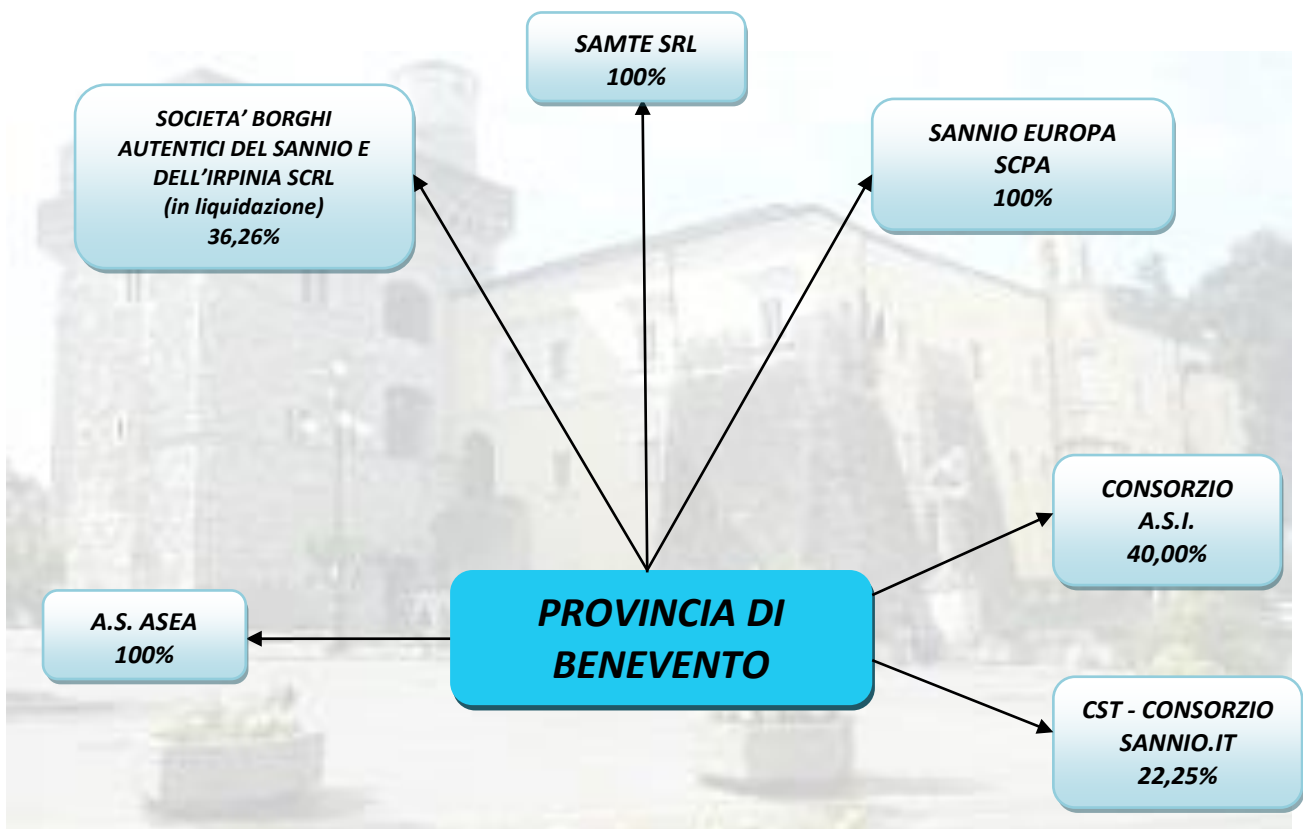 SAMTE SRL
100%
SOCIETA’ BORGHI
AUTENTICI DEL SANNIO E
DELL’IRPINIA SCRL
(in liquidazione)
36,26%
SANNIO EUROPA
SCPA
100%
CONSORZIO
A.S.I.
40,00%
PROVINCIA DI
BENEVENTO
A.S. ASEA
100%
CST - CONSORZIO
SANNIO.IT
22,25%